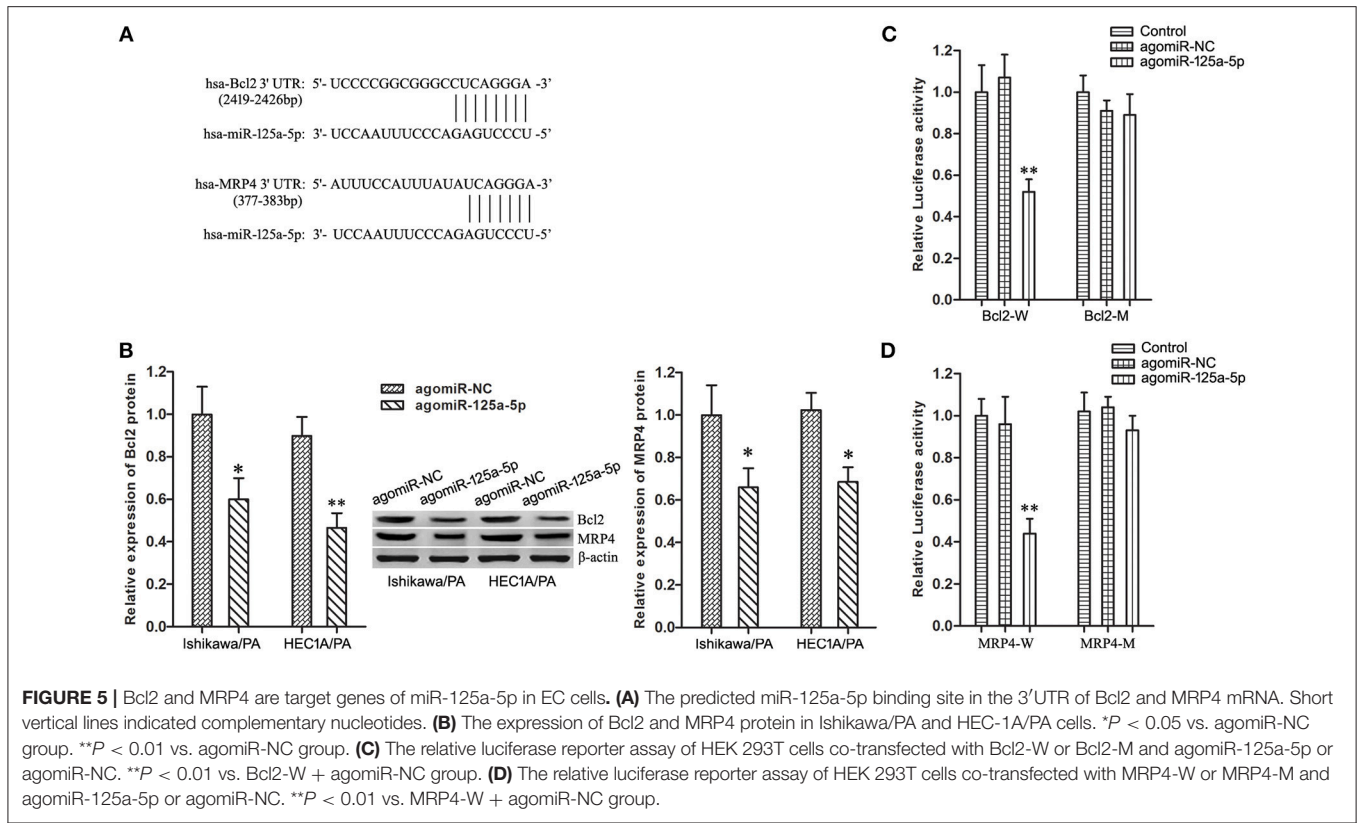 A
hsa-Bcl2 3' UTR: 5'- UCCCCGGCGGGCCUCAGGGA -3'
(2419-2426bp)
hsa-miR-125a-5p: 3'- UCCAAUUUCCCAGAGUCCCU -5'
hsa-MRP4 3' UTR: 5'- AUUUCCAUUUAUAUCAGGGA-3'
(377-383bp)
hsa-miR-125a-5p: 3'- UCCAAUUUCCCAGAGUCCCU-5'
C
Control
agomiR-NC
agomiR-125a-5p
Relative Luciferase acitivity
1.2
1.0
0.8
0.6
0.4
0.2
0.0
**
Bcl2-W
Bcl2-M
B
Relative expression of Bcl2 protein
1.2
1.0
0.8
0.6
0.4
0.2
0.0
*
**
Ishikawa/PA
HEC1A/PA
agomiR-NC
agomiR-125a-5p
agomiR-NC
agomiR-125a-5p
agomiR-NC
agomiR-125a-5p
Bcl2
MRP4
β-actin
Ishikawa/PA
HEC1A/PA
Relative expression of MRP4 protein
1.2
1.0
0.8
0.6
0.4
0.2
0.0
*
*
Ishikawa/PA
HEC1A/PA
D
Control
agomiR-NC
agomiR-125a-5p
Relative Luciferase acitivity
1.2
1.0
0.8
0.6
0.4
0.2
0.0
**
MRP4-W
MRP4-M
FIGURE 5 | Bcl2 and MRP4 are target genes of miR-125a-5p in EC cells. (A) The predicted miR-125a-5p binding site in the 3′UTR of Bcl2 and MRP4 mRNA. Short
vertical lines indicated complementary nucleotides. (B) The expression of Bcl2 and MRP4 protein in Ishikawa/PA and HEC-1A/PA cells. *P < 0.05 vs. agomiR-NC
group. **P < 0.01 vs. agomiR-NC group. (C) The relative luciferase reporter assay of HEK 293T cells co-transfected with Bcl2-W or Bcl2-M and agomiR-125a-5p or
agomiR-NC. **P < 0.01 vs. Bcl2-W + agomiR-NC group. (D) The relative luciferase reporter assay of HEK 293T cells co-transfected with MRP4-W or MRP4-M and
agomiR-125a-5p or agomiR-NC. **P < 0.01 vs. MRP4-W + agomiR-NC group.